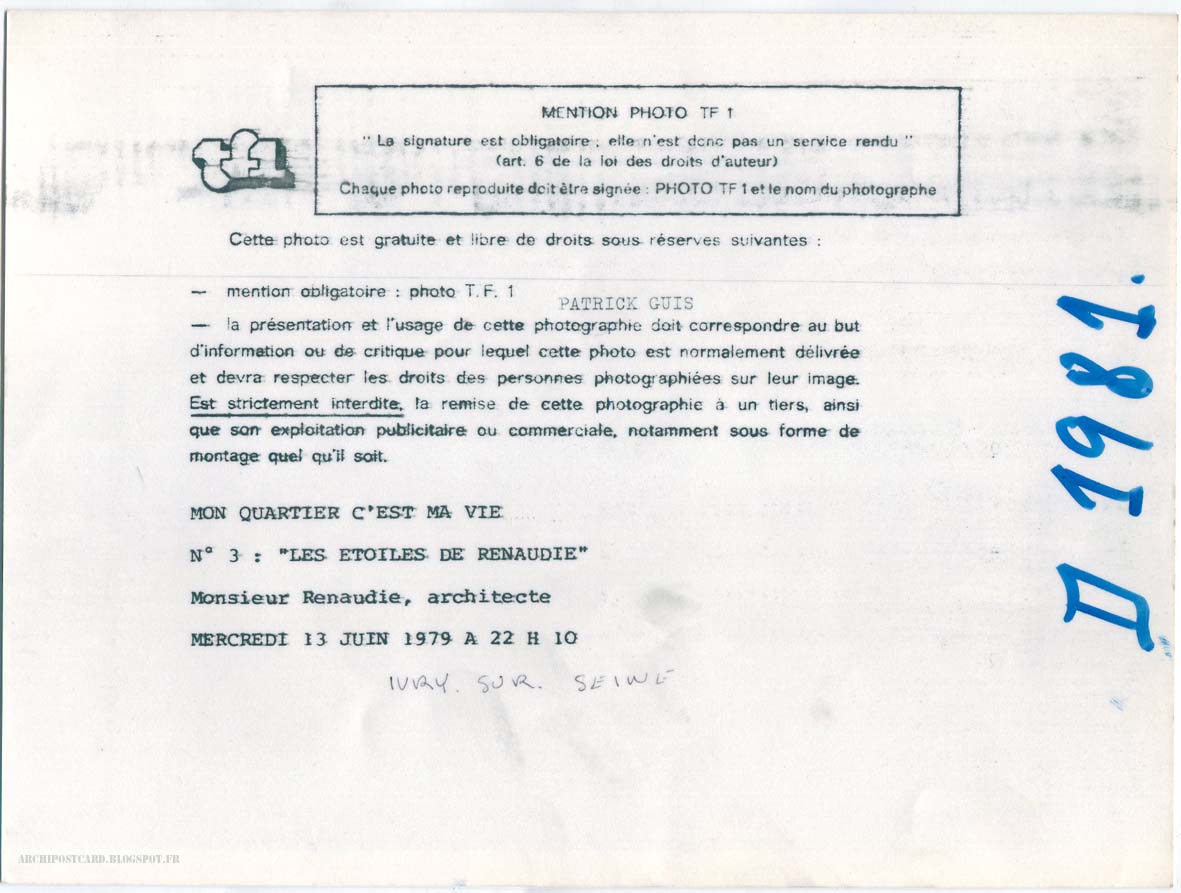 MENTION PHOTO TF 1
" La signature est obligatoire ; elle n'est donc pas un service rendu
(art. 6 de la loi des droits d'auteur)
Chaque photo reproduite doit être signée : PHOTO TF 1 et le nom du photographe
Cette photo est gratuite et libre de droits sous réserves suivantes :
— mention obligatoire : photo T.F. 1
PATRICK GUIS
— la présentation et l'usage de cette photographie doit correspondre au but
d'information ou de critique pour lequel cette photo est normalement délivrée
et devra respecter les droits des personnes photographiées sur leur image.
Est strictement interdite, la remise de cette photographie à un tiers, ainsi
que son exploitation publicitaire ou commerciale, notamment sous forme de
montage quel qu'il soit.
MON QUARTIER C'EST MA VIE
N° 3 : "LES ETOILES DE RENAUDIE"
Monsieur Renaudie, architecte
MERCREDI 13 JUIN 1979 A 22 H 10
IVRY. SUR. SEINE
1981.
ARCHIPOSTCARD.BLOGSPOT.FR